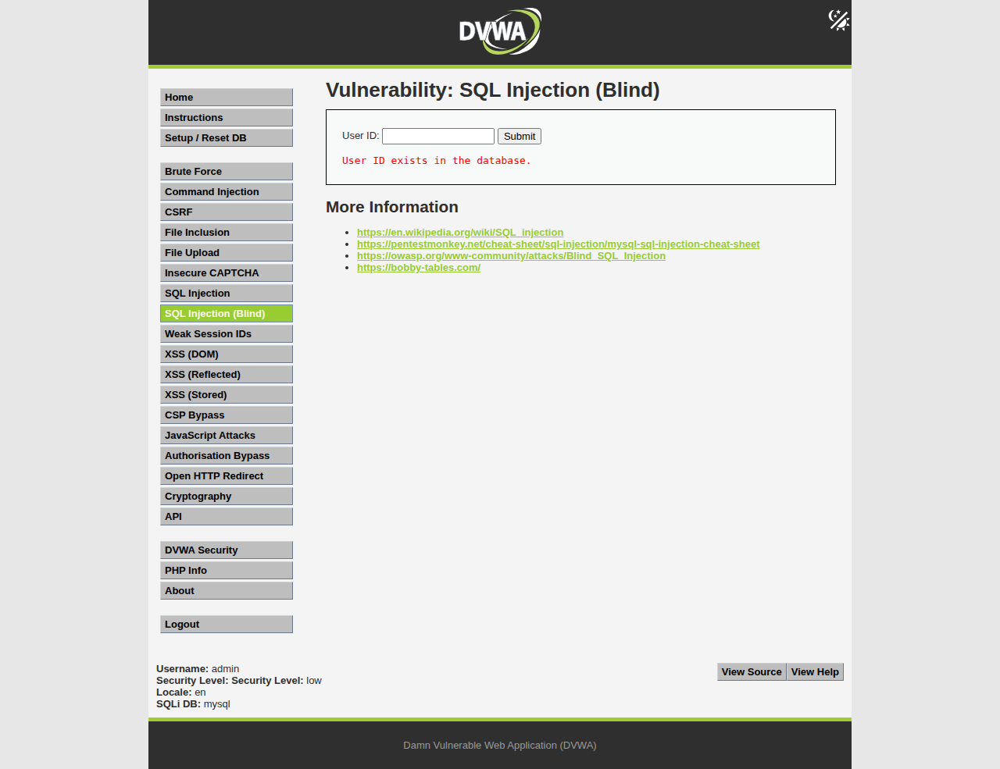 DVWA
Home
Instructions
Setup / Reset DB
Brute Force
Command Injection
CSRF
File Inclusion
File Upload
Insecure CAPTCHA
SQL Injection
SQL Injection (Blind)
Weak Session IDs
XSS (DOM)
XSS (Reflected)
XSS (Stored)
CSP Bypass
JavaScript Attacks
Authorisation Bypass
Open HTTP Redirect
Cryptography
API
DVWA Security
PHP Info
About
Logout
Vulnerability: SQL Injection (Blind)
User ID: Submit
User ID exists in the database.
More Information
https://en.wikipedia.org/wiki/SQL_injection
https://pentestmonkey.net/cheat-sheet/sql-injection/mysql-sql-injection-cheat-sheet
https://owasp.org/www-community/attacks/Blind_SQL_Injection
https://bobby-tables.com/
Username: admin
Security Level: Security Level: low
Locale: en
SQLi DB: mysql
View Source View Help
Damn Vulnerable Web Application (DVWA)